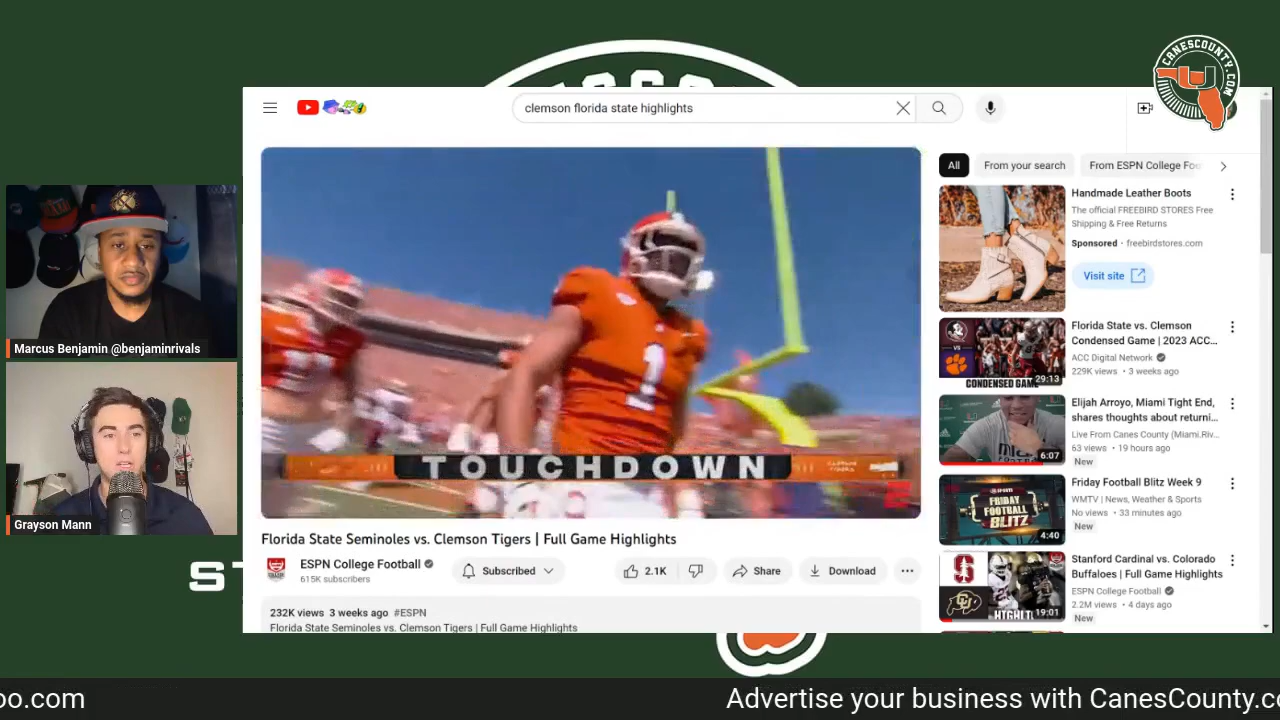 CANESCOUNTY.COM
clemson florida state highlights
All
From your search
From ESPN College Foo
Handmade Leather Boots
The official FREEBIRD STORES Free
Shipping & Free Returns
Sponsored · freebirdstores.com
Visit site
Florida State vs. Clemson
Condensed Game | 2023 ACC...
ACC Digital Network
229K views · 3 weeks ago
VS
CONDENSED GAME
29:13
Elijah Arroyo, Miami Tight End,
shares thoughts about returni...
Live From Canes County (Miami.Riv...
63 views · 19 hours ago
New
6:07
Friday Football Blitz Week 9
WMTV | News, Weather & Sports
No views · 33 minutes ago
New
FRIDAY
FOOTBALL
BLITZ
4:40
Stanford Cardinal vs. Colorado
Buffaloes | Full Game Highlights
ESPN College Football
2.2M views · 4 days ago
New
19:01
1
TOUCHDOWN
Marcus Benjamin @benjaminrivals
Grayson Mann
Florida State Seminoles vs. Clemson Tigers | Full Game Highlights
ESPN College Football
615K subscribers
Subscribed
2.1K
Share
Download
232K views 3 weeks ago #ESPN
Florida State Seminoles vs. Clemson Tigers | Full Game Highlights
oo.com
Advertise your business with CanesCounty.co